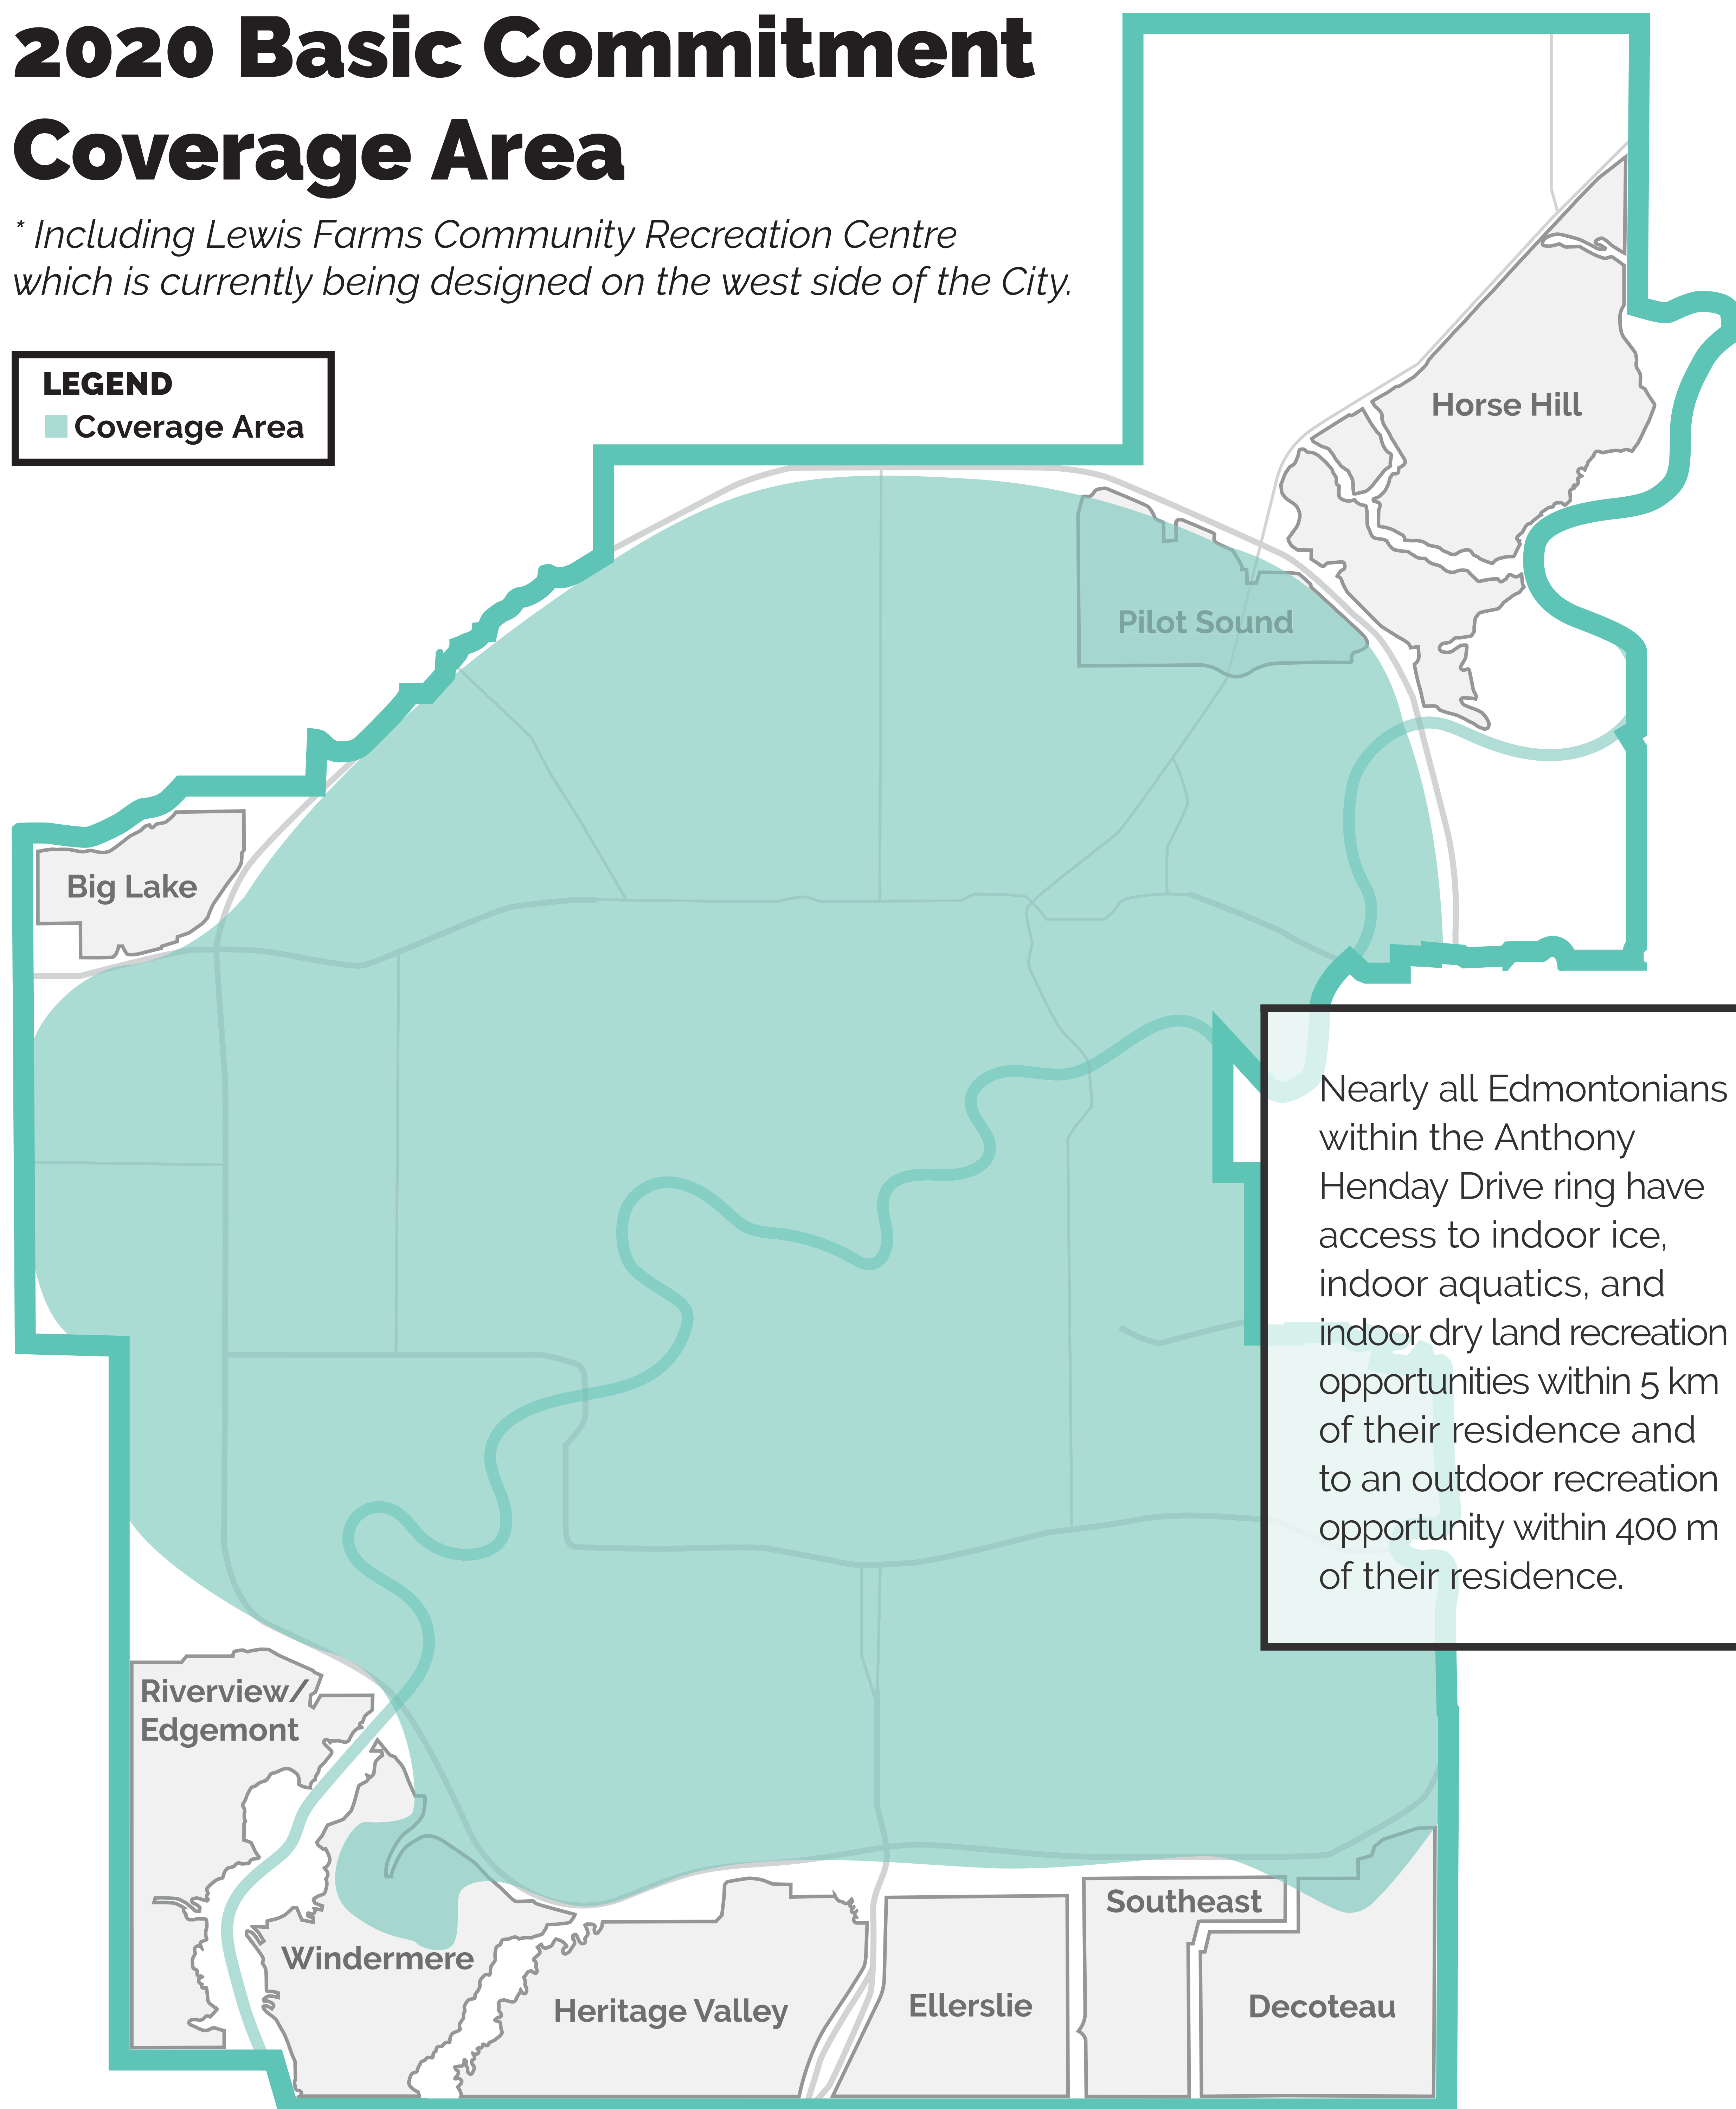 2020 Basic Commitment
Coverage Area
* Including Lewis Farms Community Recreation Centre
which is currently being designed on the west side of the City.
LEGEND
Coverage Area
Horse Hill
Pilot Sound
Big Lake
Nearly all Edmontonians
within the Anthony
Henday Drive ring have
access to indoor ice,
indoor aquatics, and
indoor dry land recreation
opportunities within 5 km
of their residence and
to an outdoor recreation
opportunity within 400 m
of their residence.
Riverview/
Edgemont
Windermere
Heritage Valley
Ellerslie
Southeast
Decoteau